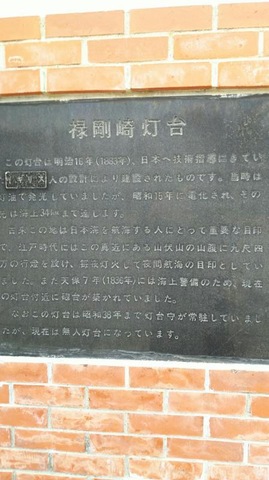 禄剛崎灯台
この灯台は明治16年(1883年)、日本へ技術指導にきてい
人の設計により建設されたものです。当時は
油で発光していましたが、昭和15年に電化され、その
光は海上34㎞まで達します。
古来この地は日本海を航海する人にとって重要な目印
で、江戸時代にはこの真近にある山伏山の山腹に九尺四
方の行燈を設け、毎夜灯火して夜間航海の目印としてい
ました。また天保7年(1836年)には海上警備のため、現在
の灯台付近に砲台が築かれていました。
なおこの灯台は昭和38年まで灯台守が常駐していまし
たが、現在は無人灯台になっています。